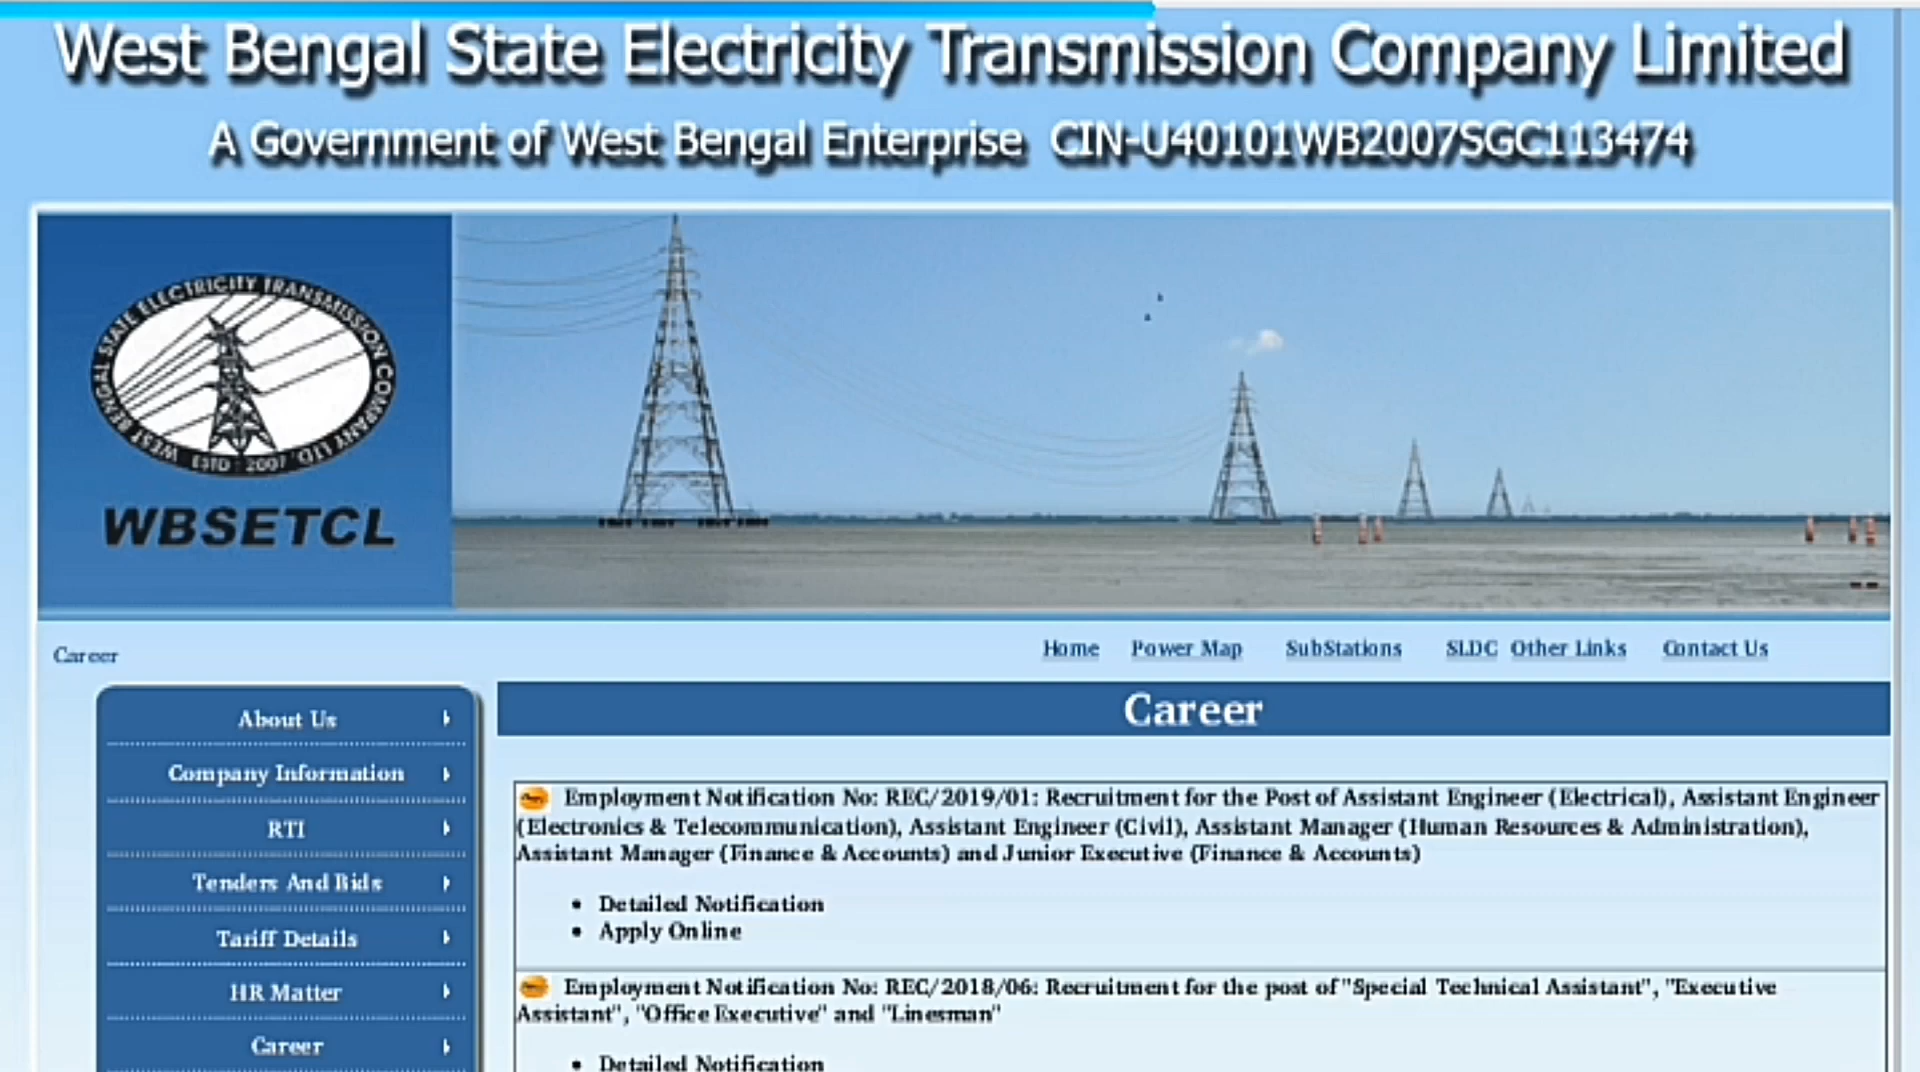 West Bengal State Electricity Transmission Company Limited
A Government of West Bengal Enterprise CIN-U40101WB2007SGC113474
WEST BENGAL STATE ELECTRICITY TRANSMISSION COMPANY LTD.
ESTD : 2007
WBSETCL
Career
Home Power Map SubStations SLDC Other Links Contact Us
About Us
Company Information
RTI
Tenders And Bids
Tariff Details
HR Matter
Career
Career
Employment Notification No: REC/2019/01: Recruitment for the Post of Assistant Engineer (Electrical), Assistant Engineer
(Electronics & Telecommunication), Assistant Engineer (Civil), Assistant Manager (Human Resources & Administration),
Assistant Manager (Finance & Accounts) and Junior Executive (Finance & Accounts)
• Detailed Notification
• Apply Online
Employment Notification No: REC/2018/06: Recruitment for the post of "Special Technical Assistant", "Executive
Assistant", "Office Executive" and "Linesman"
• Detailed Notification